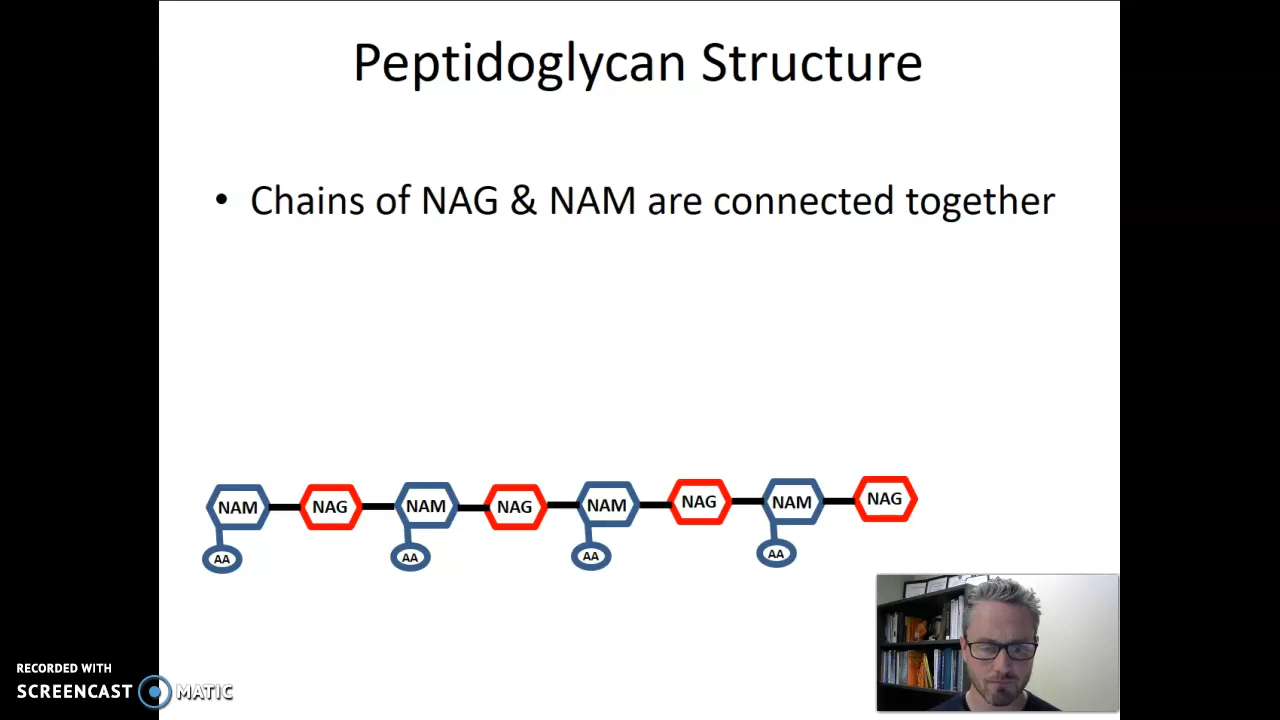 Peptidoglycan Structure
• Chains of NAG & NAM are connected together
NAM NAG NAM NAG NAM NAG NAM NAG
AA AA AA AA
RECORDED WITH
SCREENCAST MATIC